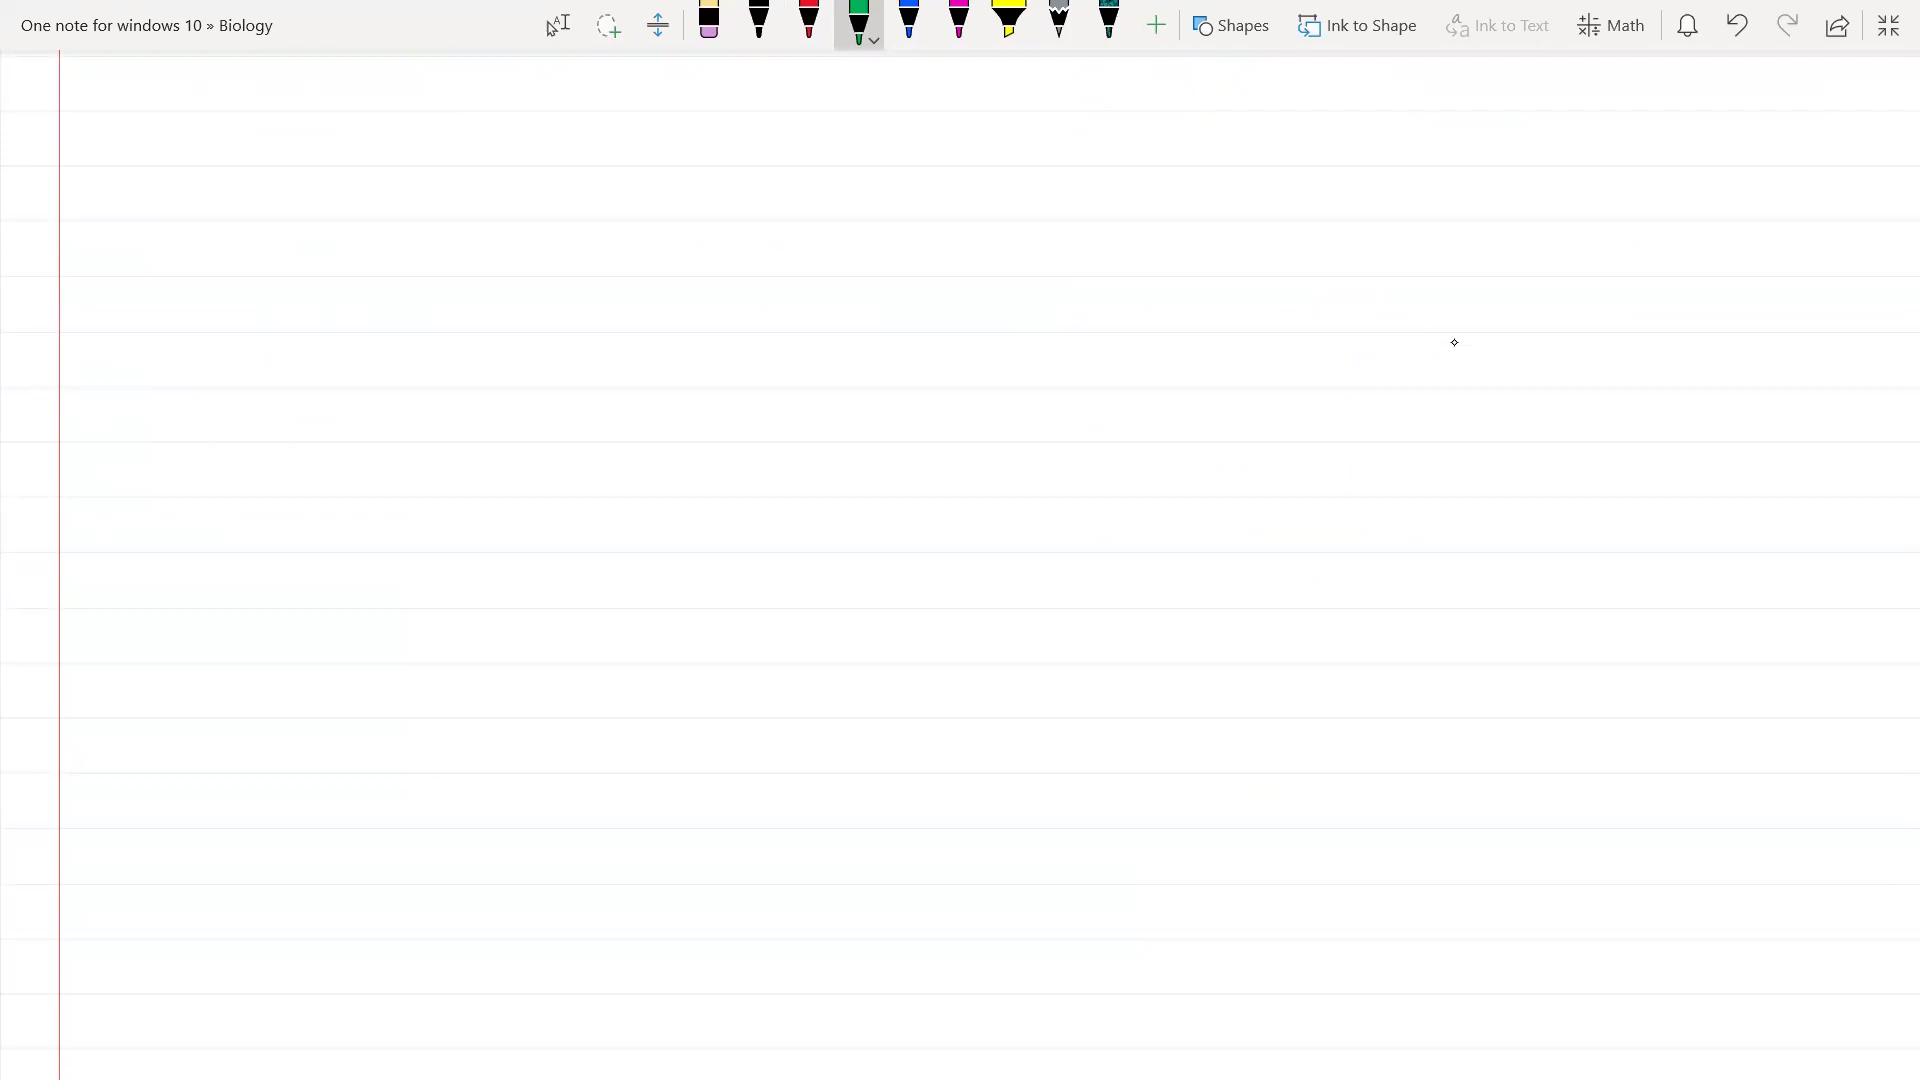 One note for windows 10 » Biology
Shapes
Ink to Shape
Ink to Text
Math